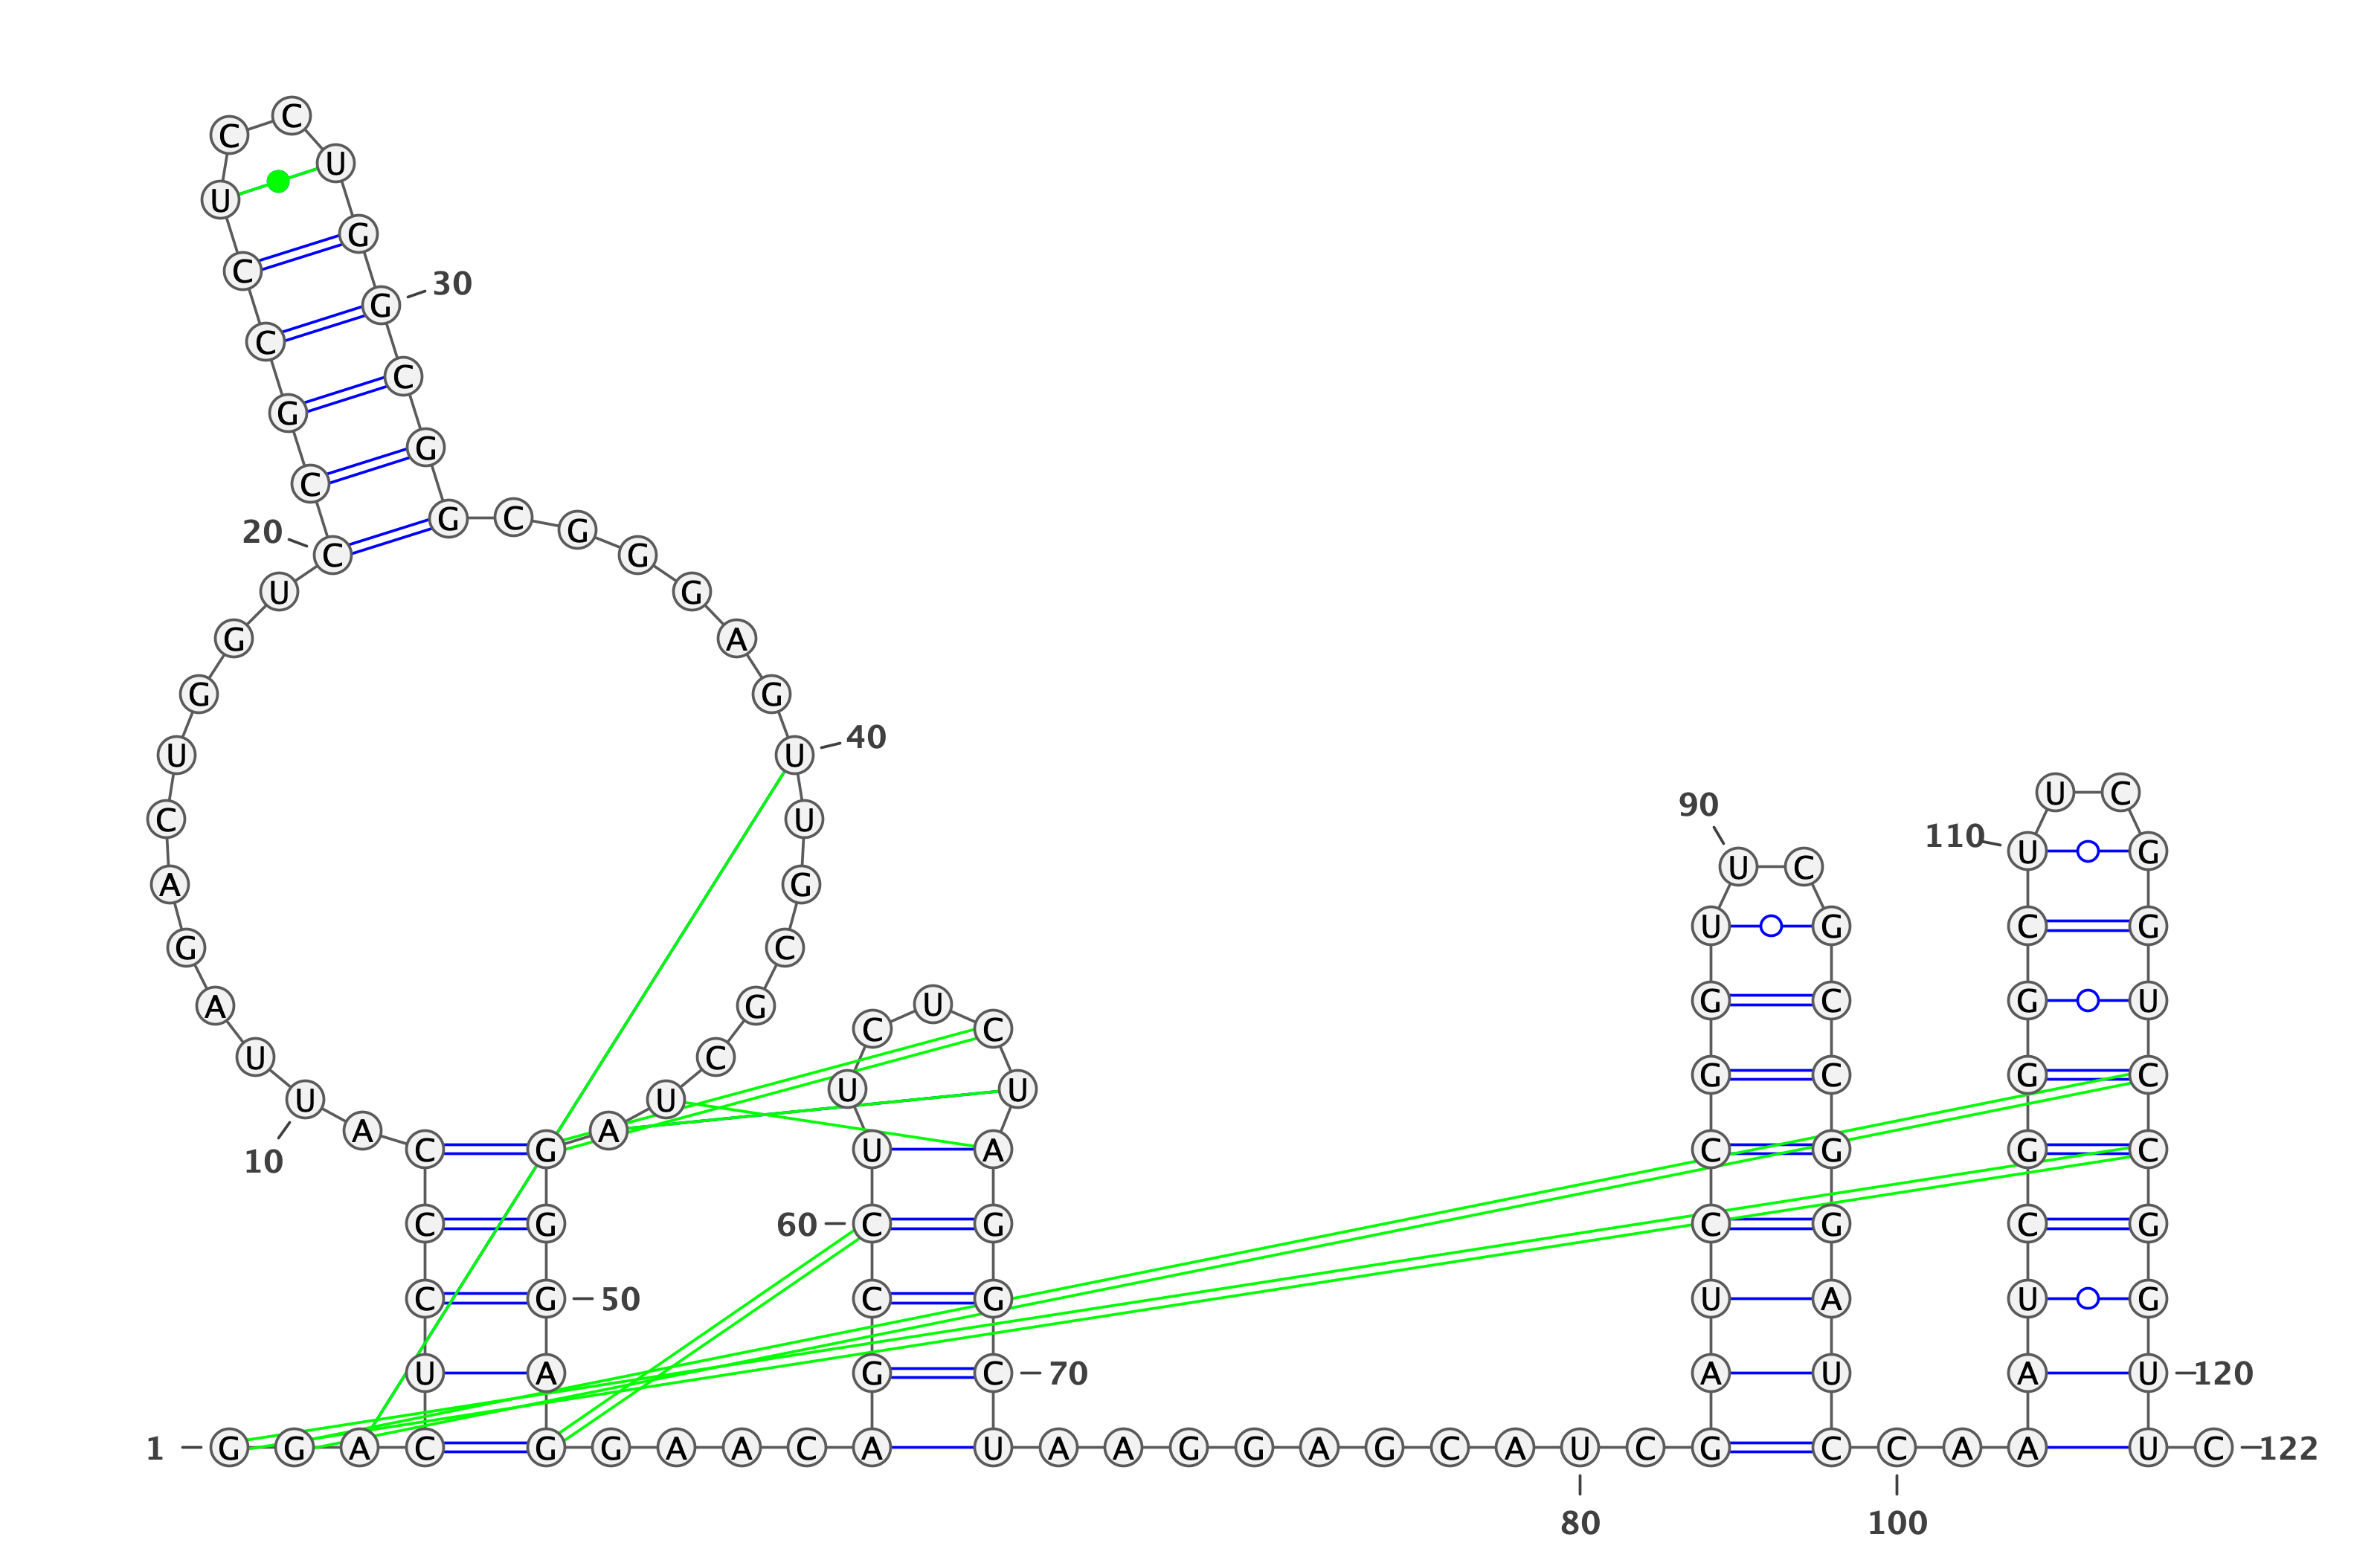 C C
U
U
G
C
30
G
C
C
G
G
C
G C G
20 C G
U G
G A
G G
U U 40
U C
C U 90
110 U G
U C
A G
U G C G
G C
G C G C G U
A C U C
U U G C
U U U G C G C
A
C G A U A C G G C
10
C G 60 C G C G C G
C G 50 C G U A U G
U A G C 70 A U A U 120
1 G G A C G G A A C A U A A G G A G C A U C G C C A A U C 122
80 100